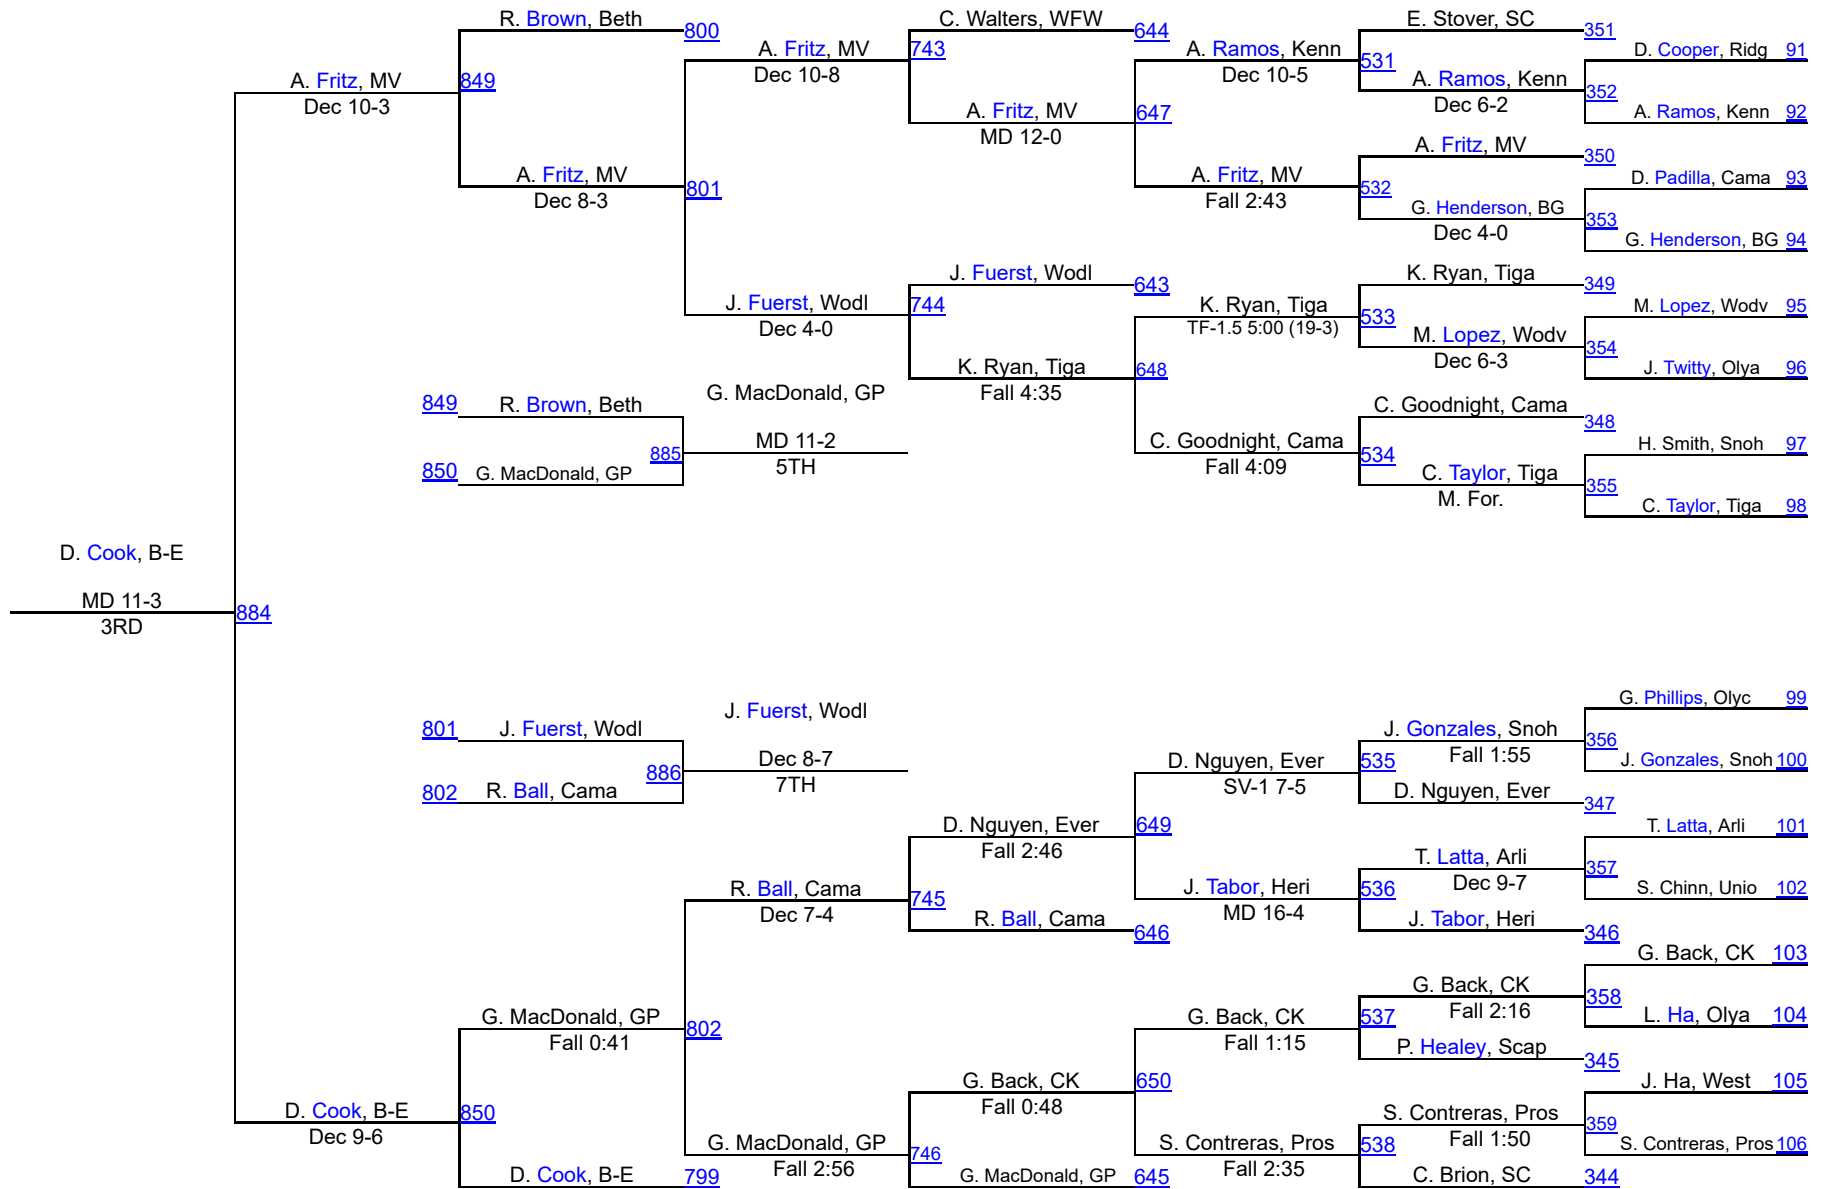 R. Brown, Beth 800
C. Walters, WFW 644
E. Stover, SC 351
A. Fritz, MV 743
A. Ramos, Kenn 531
D. Cooper, Ridg 91
Dec 10-8
Dec 10-5
A. Fritz, MV 849
A. Ramos, Kenn 352
Dec 10-3
Dec 6-2
A. Fritz, MV 647
A. Ramos, Kenn 92
MD 12-0
A. Fritz, MV 350
A. Fritz, MV 801
A. Fritz, MV 532
D. Padilla, Cama 93
Dec 8-3
Fall 2:43
G. Henderson, BG 353
Dec 4-0
G. Henderson, BG 94
J. Fuerst, Wodl 643
K. Ryan, Tiga 349
J. Fuerst, Wodl 744
K. Ryan, Tiga 533
M. Lopez, Wodv 95
Dec 4-0
TF-1.5 5:00 (19-3)
M. Lopez, Wodv 354
Dec 6-3
K. Ryan, Tiga 648
J. Twitty, Olya 96
Fall 4:35
G. MacDonald, GP
849 R. Brown, Beth
C. Goodnight, Cama 348
885 MD 11-2
C. Goodnight, Cama 534
H. Smith, Snoh 97
5TH
Fall 4:09
850 G. MacDonald, GP
C. Taylor, Tiga 355
M. For.
C. Taylor, Tiga 98
D. Cook, B-E
MD 11-3 884
3RD
G. Phillips, Olyc 99
J. Fuerst, Wodl
801 J. Fuerst, Wodl
J. Gonzales, Snoh 356
Fall 1:55
886 Dec 8-7
D. Nguyen, Ever 535
J. Gonzales, Snoh 100
7TH
SV-1 7-5
802 R. Ball, Cama
D. Nguyen, Ever 347
D. Nguyen, Ever 649
T. Latta, Arli 101
Fall 2:46
T. Latta, Arli 357
Dec 9-7
R. Ball, Cama 745
J. Tabor, Heri 536
S. Chinn, Unio 102
Dec 7-4
MD 16-4
R. Ball, Cama 646
J. Tabor, Heri 346
G. Back, CK 103
G. Back, CK 358
Fall 2:16
G. MacDonald, GP 802
G. Back, CK 537
L. Ha, Olya 104
Fall 0:41
Fall 1:15
P. Healey, Scap 345
G. Back, CK 650
J. Ha, West 105
Fall 0:48
D. Cook, B-E 850
S. Contreras, Pros 359
Dec 9-6
Fall 1:50
G. MacDonald, GP 746
S. Contreras, Pros 538
S. Contreras, Pros 106
Fall 2:56
Fall 2:35
D. Cook, B-E 799
G. MacDonald, GP 645
C. Brion, SC 344